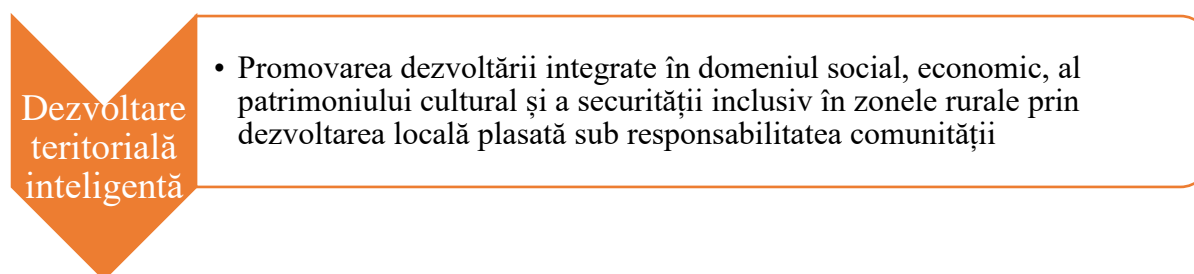 Dezvoltare
teritorială
inteligentă
• Promovarea dezvoltării integrate în domeniul social, economic, al
patrimoniului cultural și a securității inclusiv în zonele rurale prin
dezvoltarea locală plasată sub responsabilitatea comunității